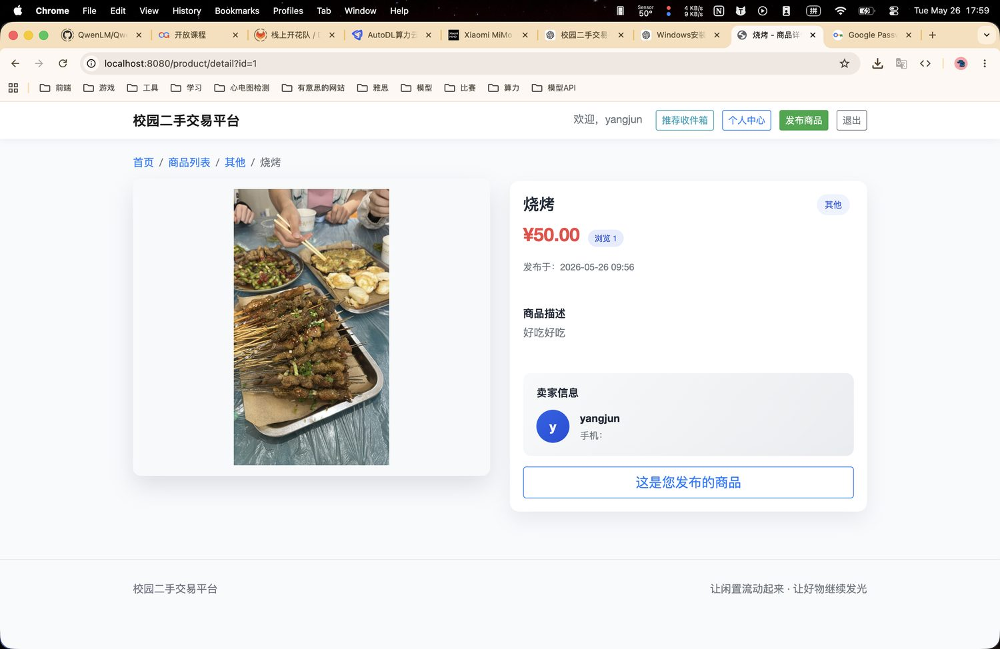 Chrome File Edit View History Bookmarks Profiles Tab Window Help Sensor 50° 4 KB/s 9 KB/s 拼 Tue May 26 17:59
QwenLM/Qw 开放课程 栈上开花队 / AutoDL算力云 Xiaomi MiMo 校园二手交易 Windows安装 烧烤 - 商品详 Google Pass
localhost:8080/product/detail?id=1
前端 游戏 工具 学习 心电图检测 有意思的网站 雅思 模型 比赛 算力 模型API
校园二手交易平台 欢迎，yangjun 推荐收件箱 个人中心 发布商品 退出
首页 / 商品列表 / 其他 / 烧烤
烧烤 其他
¥50.00 浏览 1
发布于：2026-05-26 09:56
商品描述
好吃好吃
卖家信息
y yangjun
手机：
这是您发布的商品
校园二手交易平台 让闲置流动起来 · 让好物继续发光